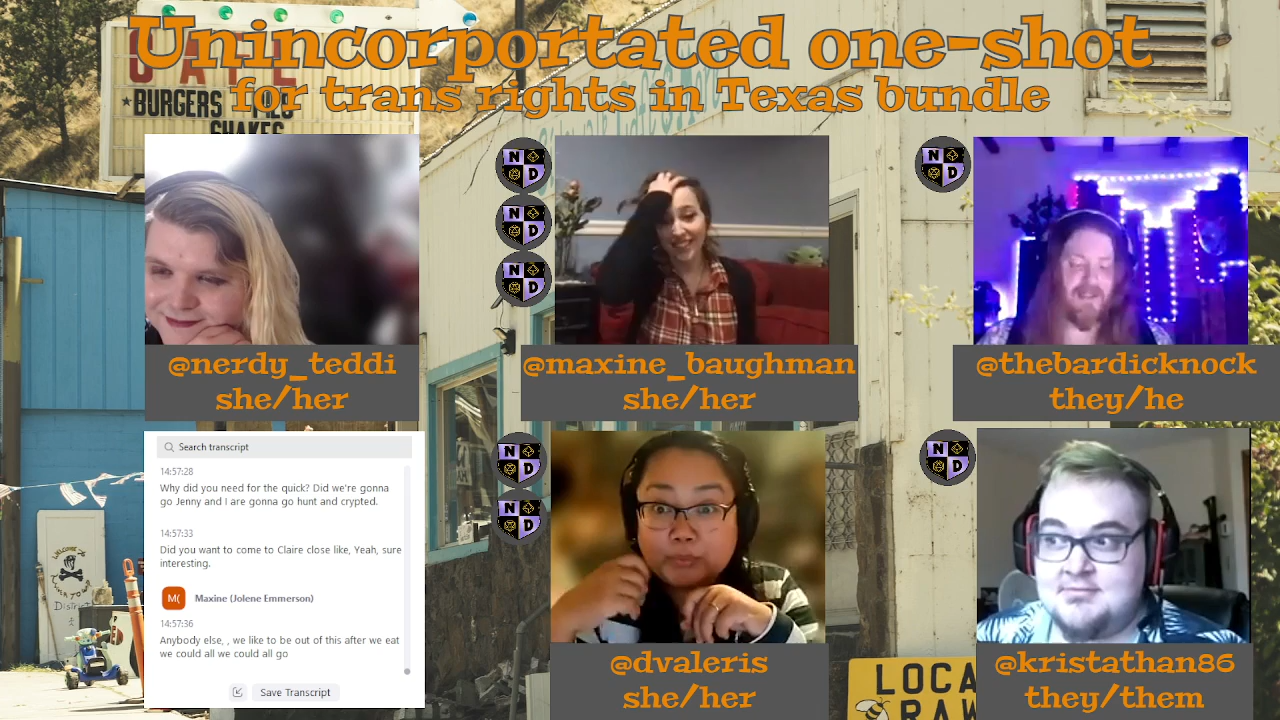 Unincorportated one-shot
for trans rights in Texas bundle
CAFE
★BURGERS PIES
SHAKES
N
D
N
D
N
D
N
D
@nerdy_teddi
she/her
@maxine_baughman
she/her
@thebardicknock
they/he
Search transcript
14:57:28
Why did you need for the quick? Did we're gonna
go Jenny and I are gonna go hunt and crypted.
14:57:33
Did you want to come to Claire close like, Yeah, sure
interesting.
M(
Maxine (Jolene Emmerson)
14:57:36
Anybody else, , we like to be out of this after we eat
we could all we could all go
Save Transcript
N
D
N
D
N
D
WELCOME
District
@dvaleris
she/her
LOCA
RAW
@kristathan86
they/them